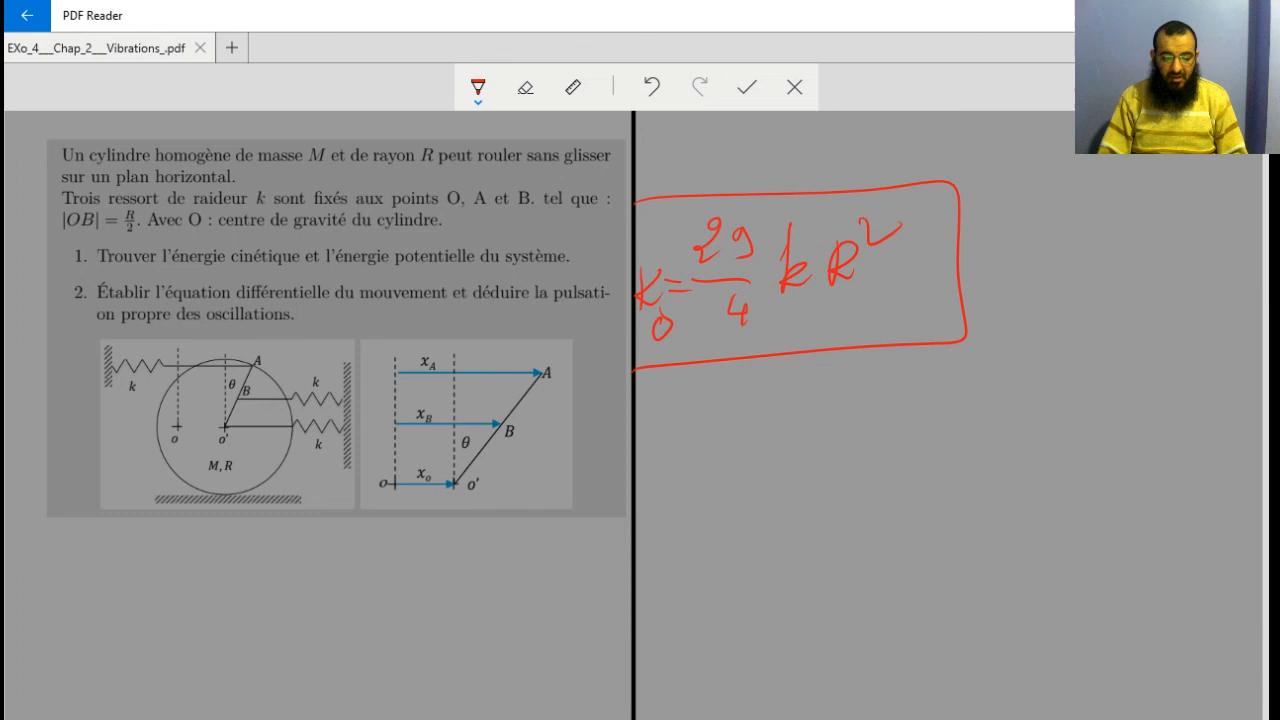 PDF Reader
EXo_4___Chap_2___Vibrations_.pdf
Un cylindre homogène de masse M et de rayon R peut rouler sans glisser
sur un plan horizontal.
Trois ressort de raideur k sont fixés aux points O, A et B. tel que :
|OB| = R/2. Avec O : centre de gravité du cylindre.
1. Trouver l'énergie cinétique et l'énergie potentielle du système.
2. Établir l'équation différentielle du mouvement et déduire la pulsati-
on propre des oscillations.
k
A
θ
B
k
o
o'
k
M, R
x_A
A
x_B
B
θ
o
x_o
o'
K_0 = 29/4 k R²